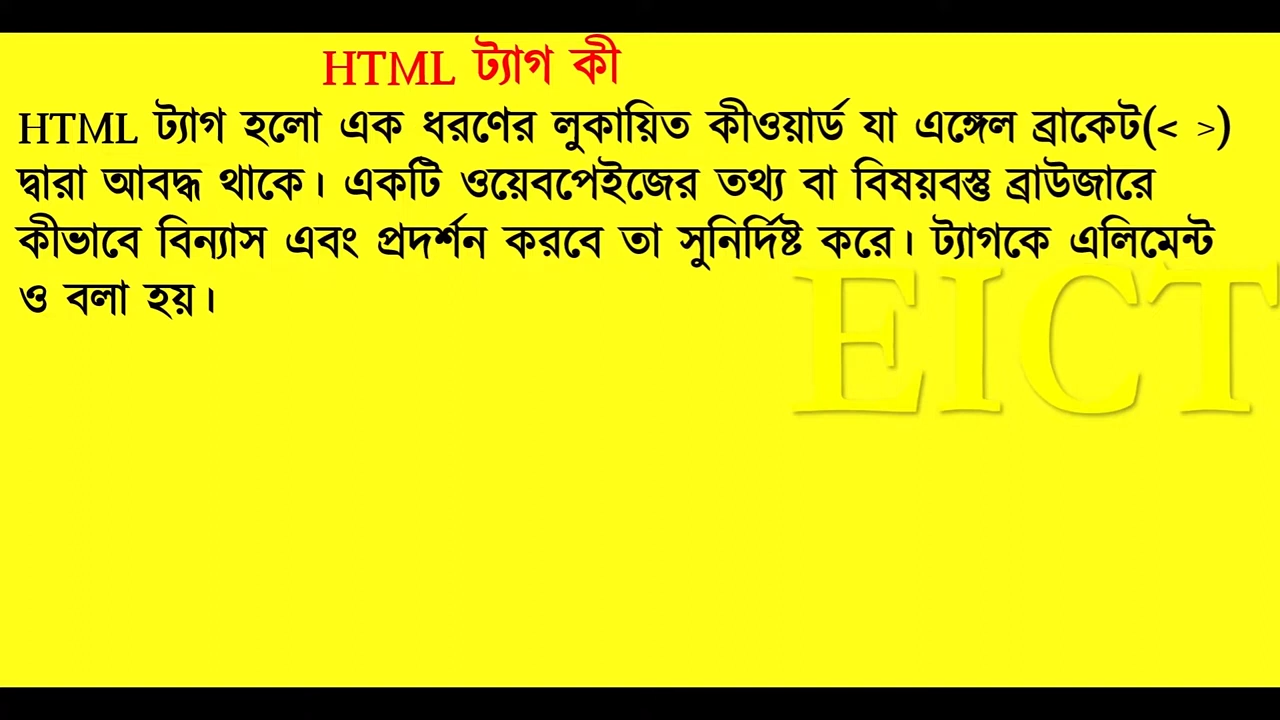 HTML ট্যাগ কী
HTML ট্যাগ হলো এক ধরণের লুকায়িত কীওয়ার্ড যা এঙ্গেল ব্রাকেট(< >)
দ্বারা আবদ্ধ থাকে। একটি ওয়েবপেইজের তথ্য বা বিষয়বস্তু ব্রাউজারে
কীভাবে বিন্যাস এবং প্রদর্শন করবে তা সুনির্দিষ্ট করে। ট্যাগকে এলিমেন্ট
ও বলা হয়।
EICT